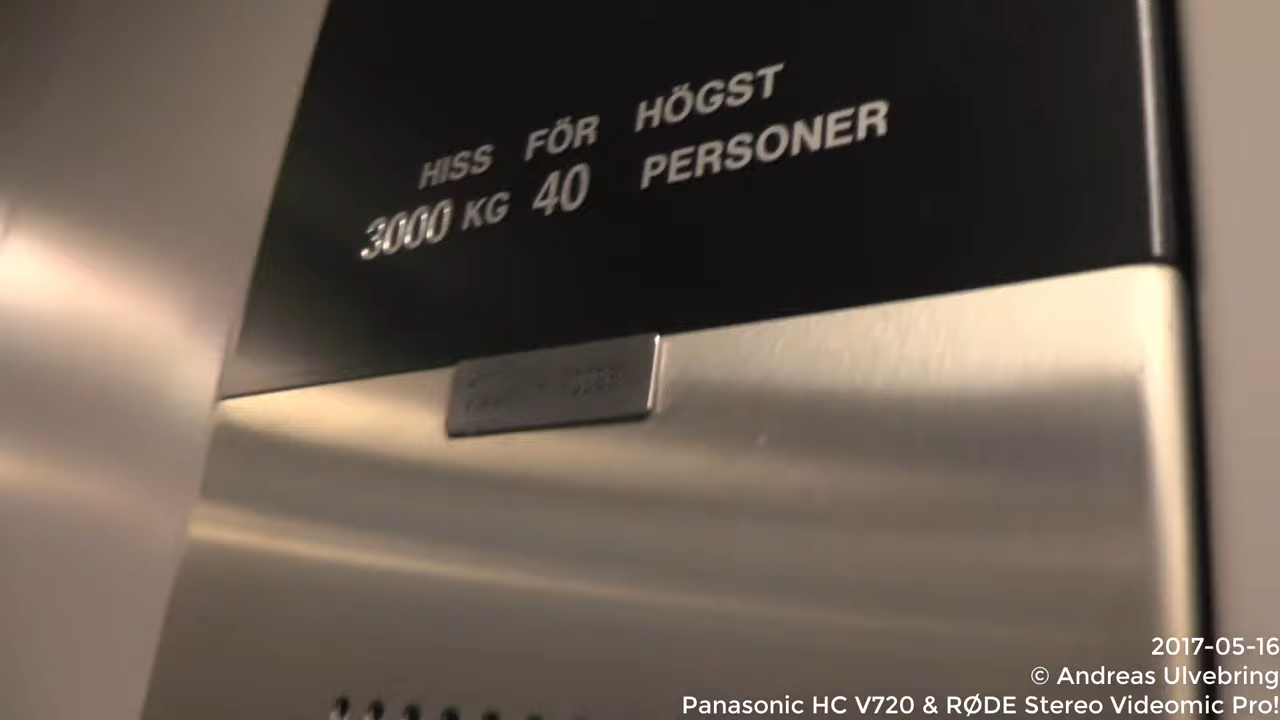 HISS FÖR HÖGST
3000 KG 40 PERSONER
2017-05-16
© Andreas Ulvebring
Panasonic HC V720 & RØDE Stereo Videomic Pro!